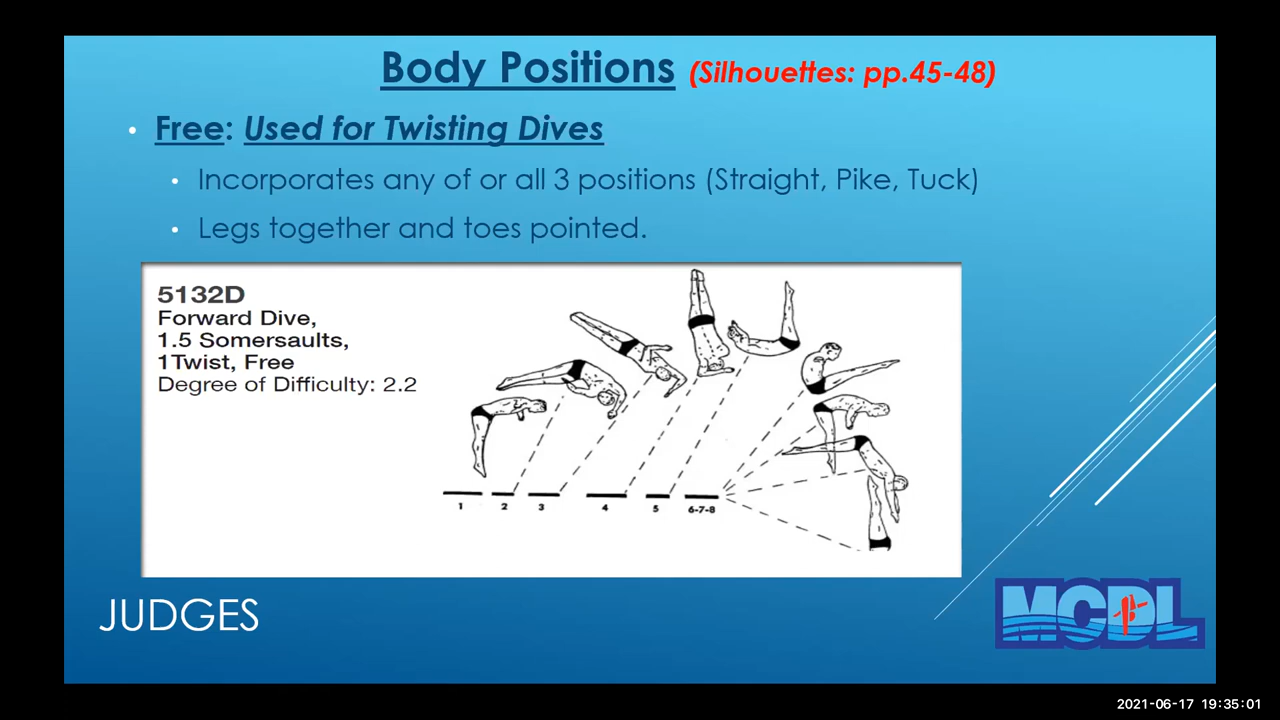 Body Positions (Silhouettes: pp.45-48)
• Free: Used for Twisting Dives
• Incorporates any of or all 3 positions (Straight, Pike, Tuck)
• Legs together and toes pointed.
5132D
Forward Dive,
1.5 Somersaults,
1Twist, Free
Degree of Difficulty: 2.2
1 2 3 4 5 6-7-8
JUDGES
MCDL
2021-06-17 19:35:01